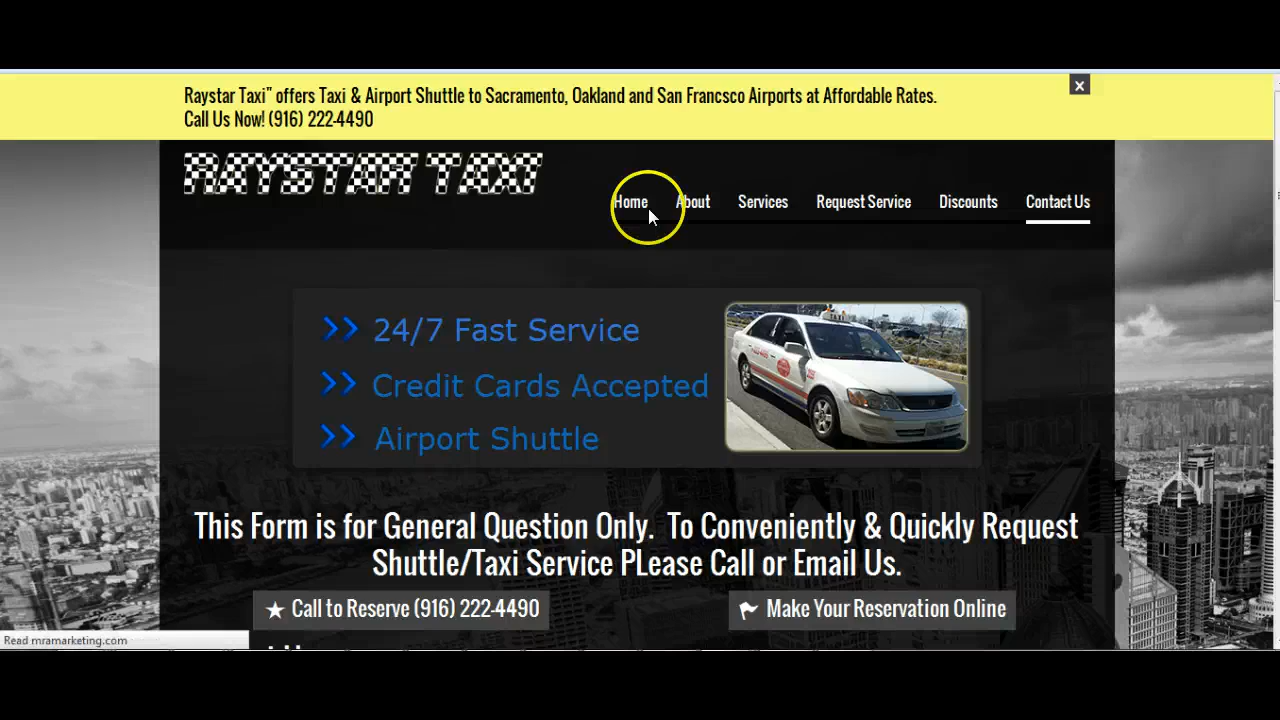 Raystar Taxi" offers Taxi & Airport Shuttle to Sacramento, Oakland and San Francsco Airports at Affordable Rates.
Call Us Now! (916) 222-4490
RAYSTAR TAXI
Home About Services Request Service Discounts Contact Us
>> 24/7 Fast Service
>> Credit Cards Accepted
>> Airport Shuttle
TAXI
This Form is for General Question Only. To Conveniently & Quickly Request
Shuttle/Taxi Service PLease Call or Email Us.
Call to Reserve (916) 222-4490
Make Your Reservation Online
Read mramarketing.com